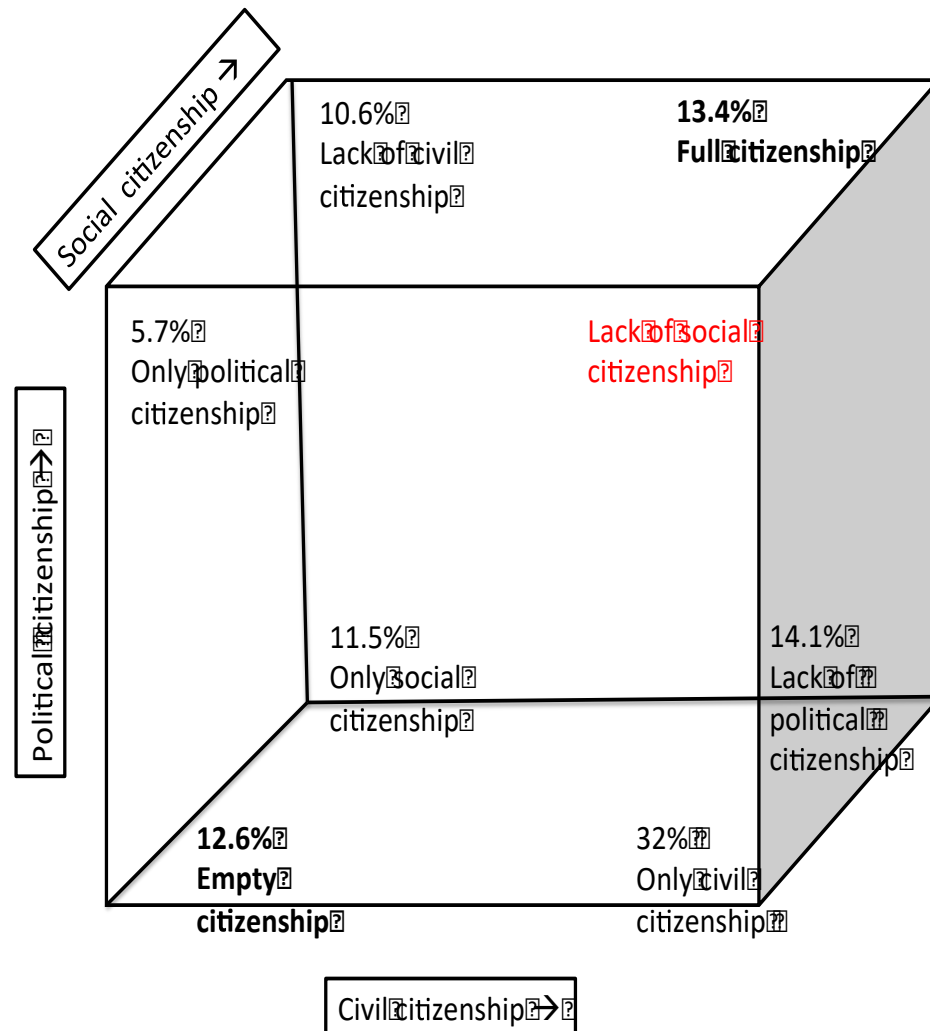 Social citizenship →
10.6%
Lack of civil
citizenship
13.4%
Full citizenship
5.7%
Only political
citizenship
Lack of social
citizenship
Political citizenship →
11.5%
Only social
citizenship
14.1%
Lack of
political
citizenship
12.6%
Empty
citizenship
32%
Only civil
citizenship
Civil citizenship →